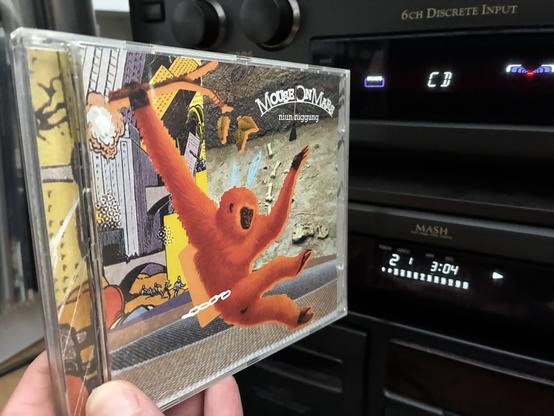 6CH DISCRETE INPUT
CD
MOUSE ON MARS
niun niggung
MASH
21 3:04